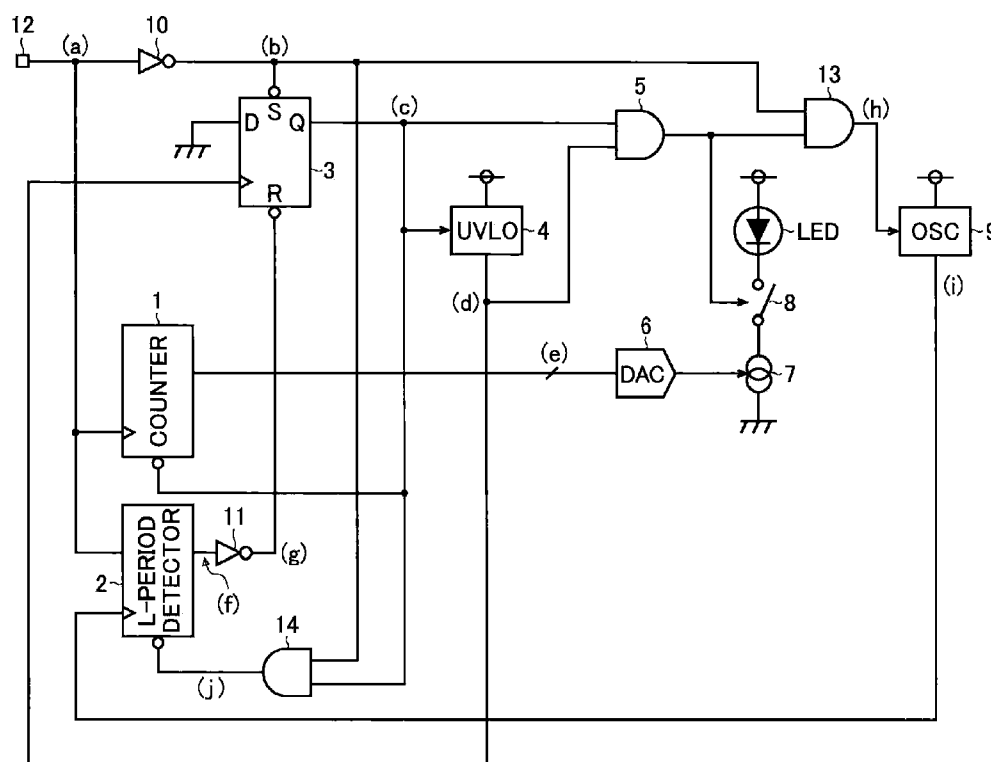 12
(a)
10
(b)
S
D
Q
3
R
(c)
5
13
(h)
UVLO
4
LED
OSC
9
(d)
(i)
8
1
COUNTER
(e)
6
DAC
7
L-PERIOD
DETECTOR
2
11
(g)
(f)
14
(j)